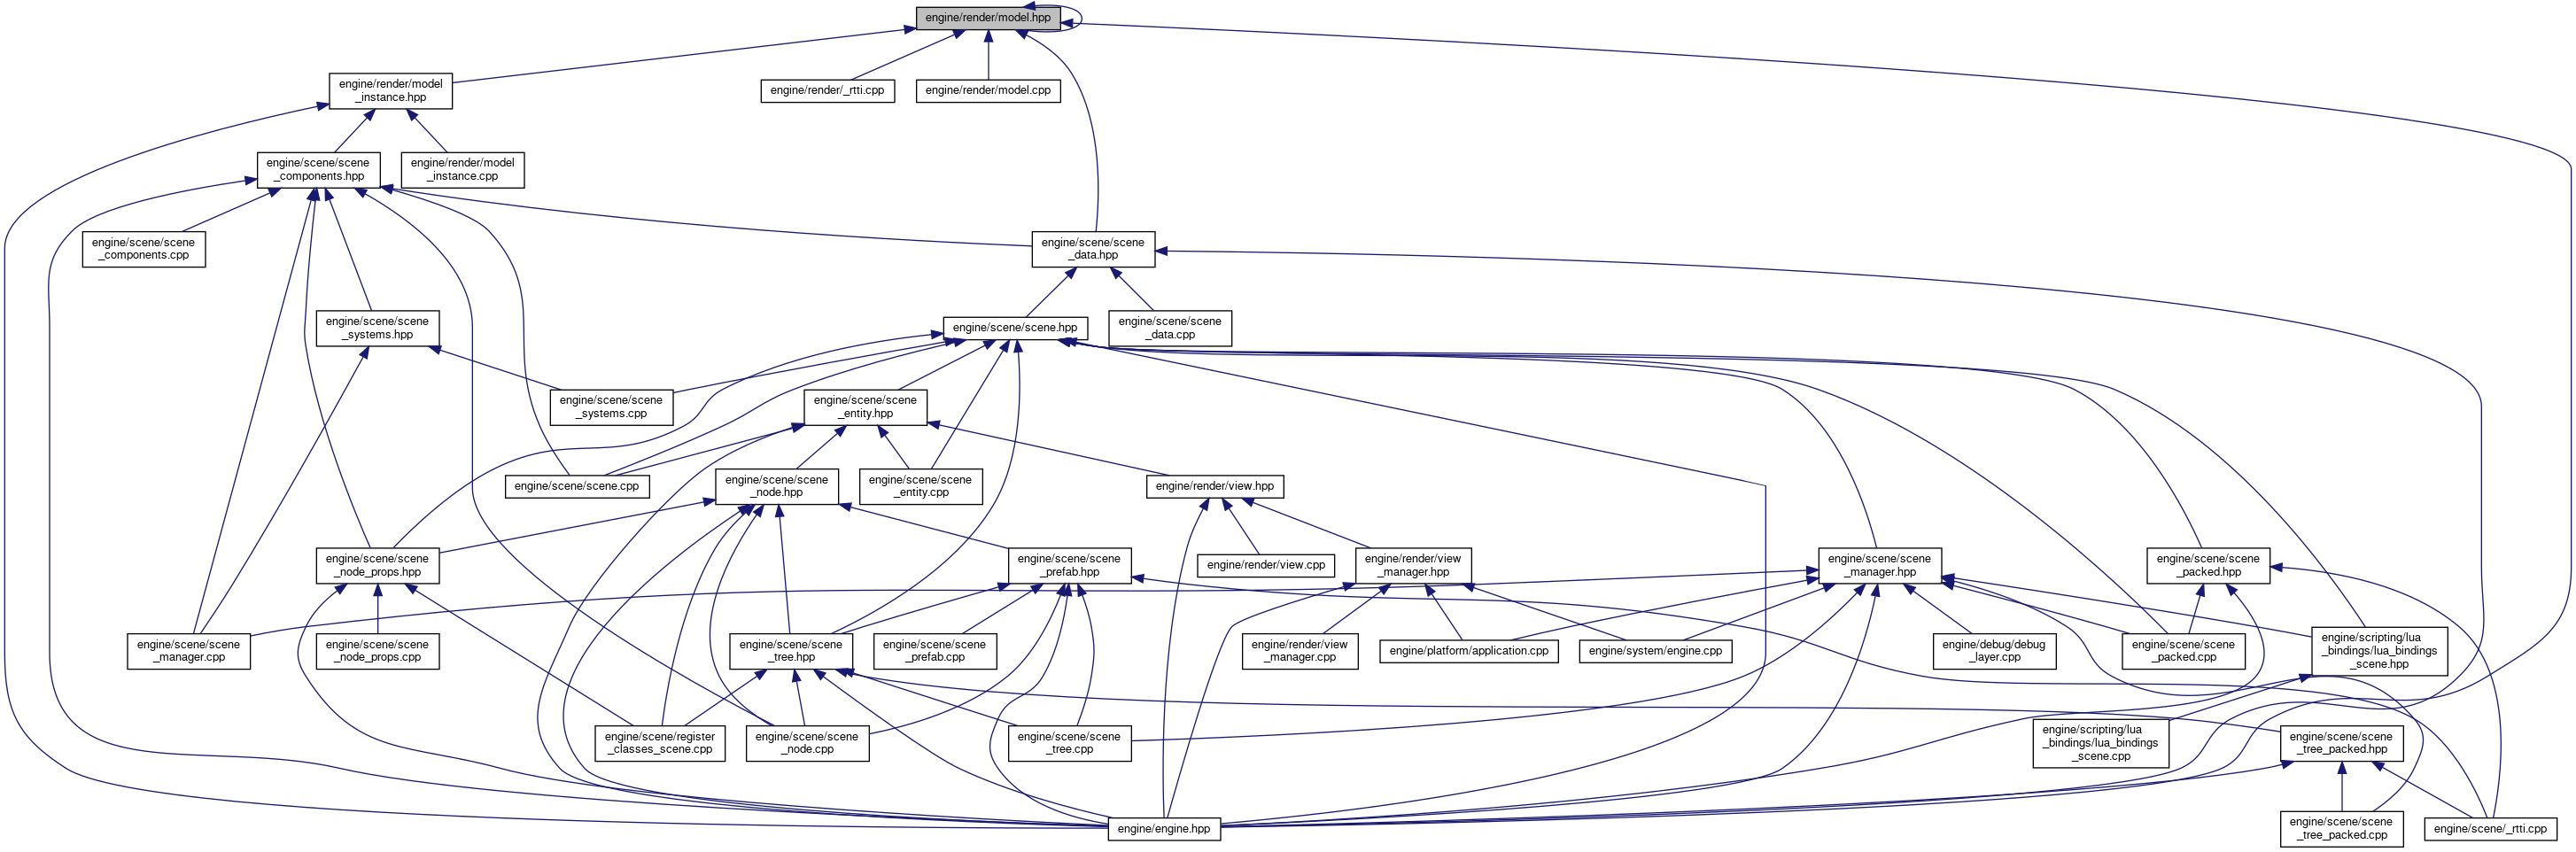 engine/render/model.hpp
engine/render/model
_instance.hpp
engine/render/_rtti.cpp
engine/render/model.cpp
engine/scene/scene
_components.hpp
engine/render/model
_instance.cpp
engine/scene/scene
_components.cpp
engine/scene/scene
_data.hpp
engine/scene/scene
_systems.hpp
engine/scene/scene.hpp
engine/scene/scene
_data.cpp
engine/scene/scene
_systems.cpp
engine/scene/scene
_entity.hpp
engine/scene/scene.cpp
engine/scene/scene
_node.hpp
engine/scene/scene
_entity.cpp
engine/render/view.hpp
engine/scene/scene
_node_props.hpp
engine/scene/scene
_prefab.hpp
engine/render/view.cpp
engine/render/view
_manager.hpp
engine/scene/scene
_manager.hpp
engine/scene/scene
_packed.hpp
engine/scene/scene
_manager.cpp
engine/scene/scene
_node_props.cpp
engine/scene/scene
_tree.hpp
engine/scene/scene
_prefab.cpp
engine/render/view
_manager.cpp
engine/platform/application.cpp
engine/system/engine.cpp
engine/debug/debug
_layer.cpp
engine/scene/scene
_packed.cpp
engine/scripting/lua
_bindings/lua_bindings
_scene.hpp
engine/scene/register
_classes_scene.cpp
engine/scene/scene
_node.cpp
engine/scene/scene
_tree.cpp
engine/scripting/lua
_bindings/lua_bindings
_scene.cpp
engine/scene/scene
_tree_packed.hpp
engine/engine.hpp
engine/scene/scene
_tree_packed.cpp
engine/scene/_rtti.cpp